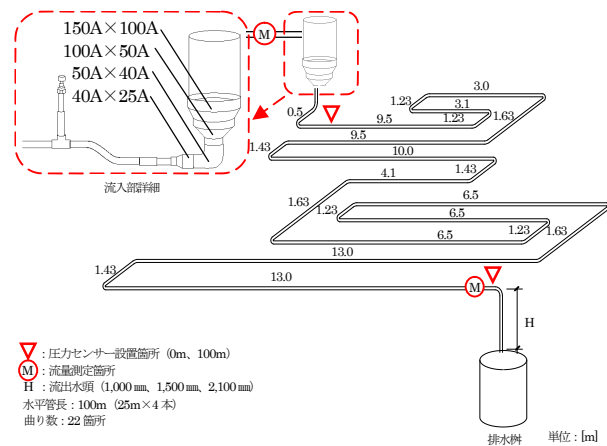 150A×100A
100A×50A
50A×40A
40A×25A
流入部詳細
M
0.5
9.5
1.23
3.0
3.1
1.23
1.63
9.5
1.43
10.0
1.43
4.1
1.63
1.23
6.5
6.5
1.23
6.5
1.63
13.0
1.43
13.0
M
H
排水桝
▽：圧力センサー設置箇所（0m、100m）
M：流量測定箇所
H：流出水頭（1,000㎜、1,500㎜、2,100㎜）
水平管長：100m（25m×4本）
曲り数：22箇所
単位：[m]